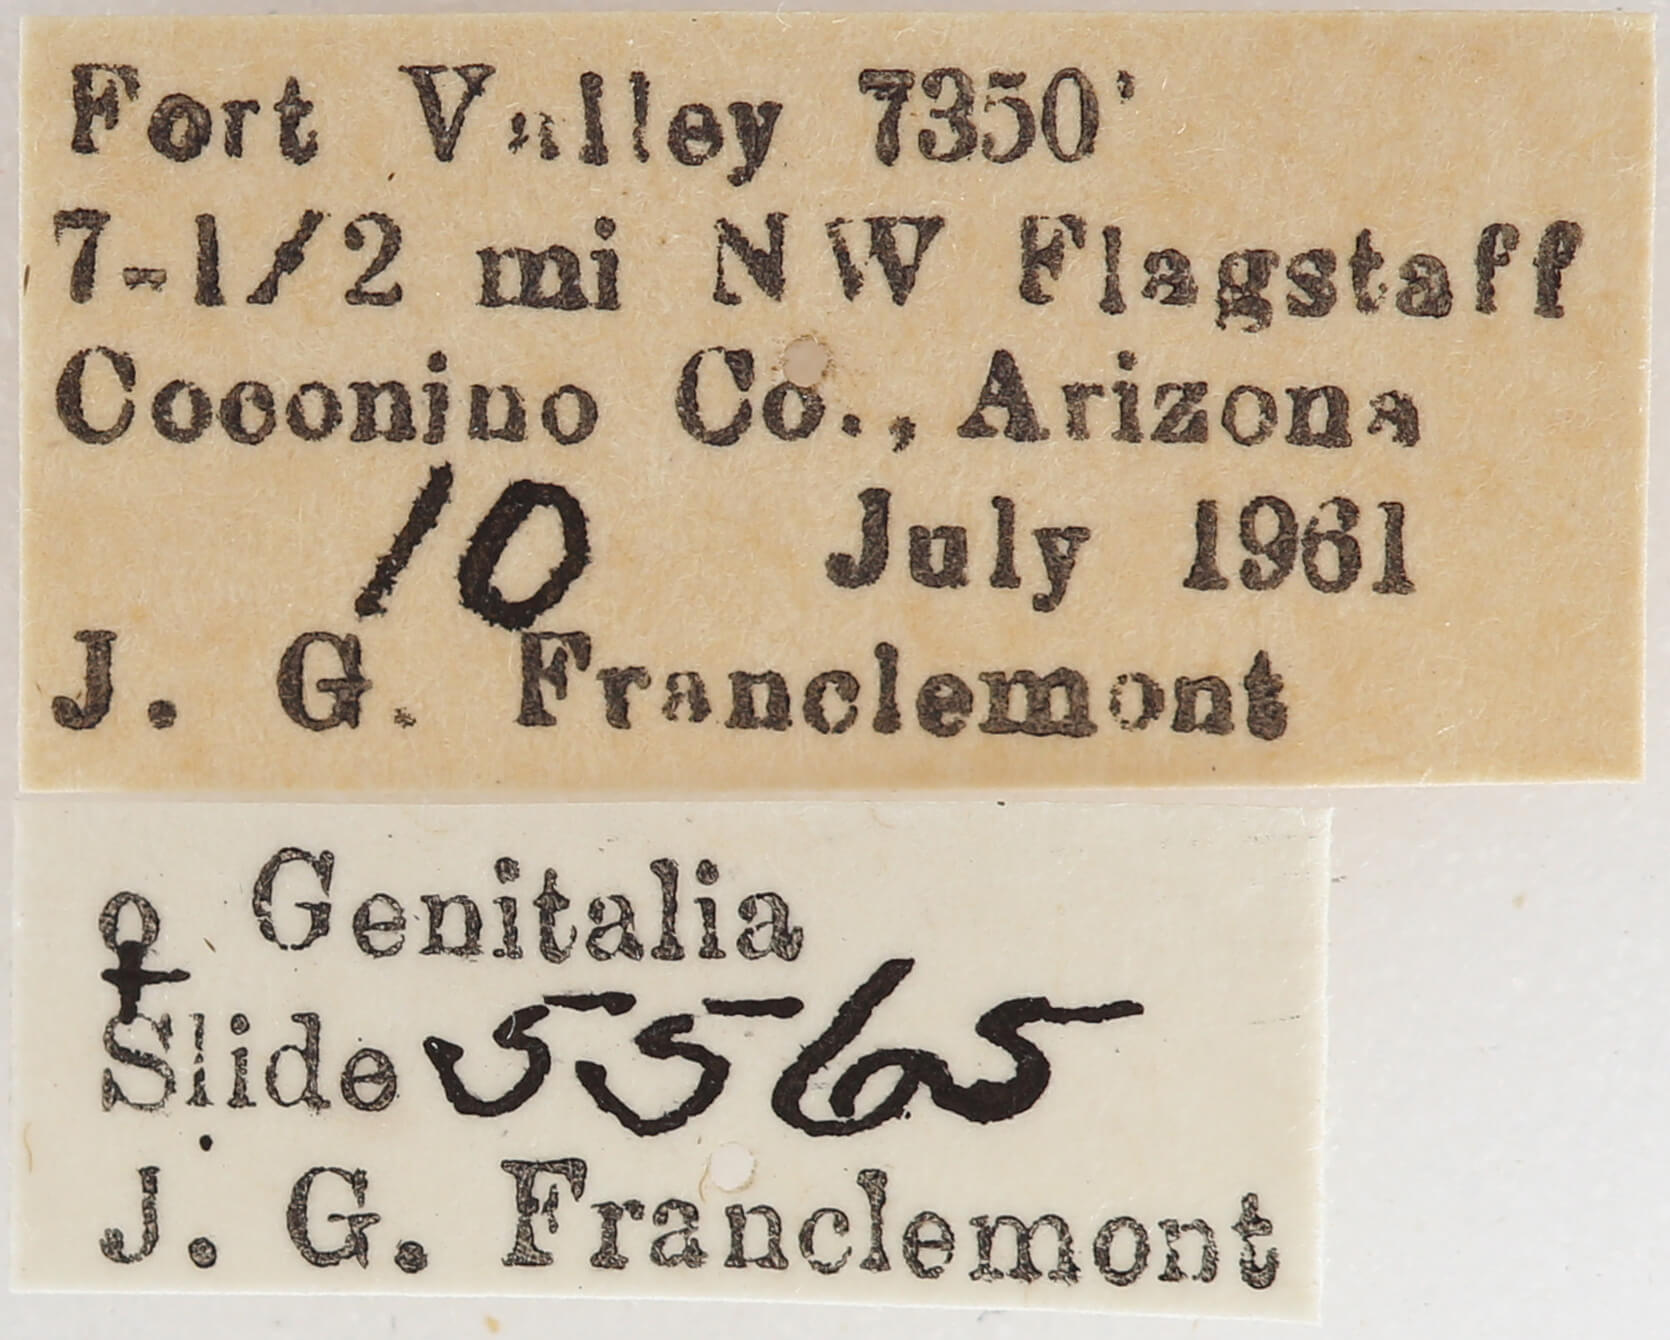 Fort Valley 7350'
7-1/2 mi NW Flagstaff
Coconino Co., Arizona
10 July 1961
J. G. Franclemont
♀ Genitalia
Slide 5565
J. G. Franclemont